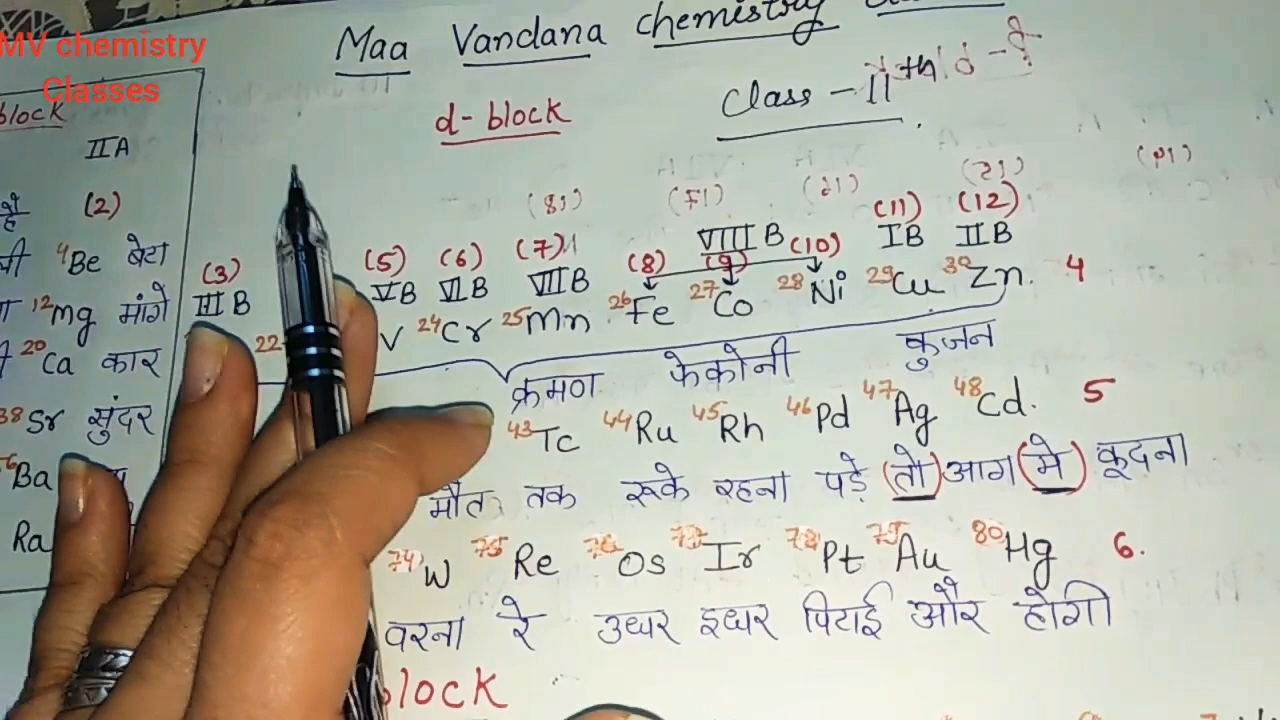 MV chemistry
Classes
Maa Vandana chemistry
Class - 11th
d-block
block
IIA
(2)
4Be बेटा
12Mg मांगे
20Ca कार
38Sr सुंदर
Ba
Ra
(3) (5) (6) (7) (8) (9) (10) (11) (12)
IIIB VB VIB VIIB VIIIB IB IIB
22 V 24Cr 25Mn 26Fe 27Co 28Ni 29Cu 30Zn. 4
क्रमण फेकोनी कुजन
43Tc 44Ru 45Rh 46Pd 47Ag 48Cd. 5
मौत तक रूके रहना पड़े (तो) आग (मे) कूदना
74W 75Re 76Os Ir 78Pt 79Au 80Hg 6.
वरना रे उधर इधर पिटाई और होगी
block